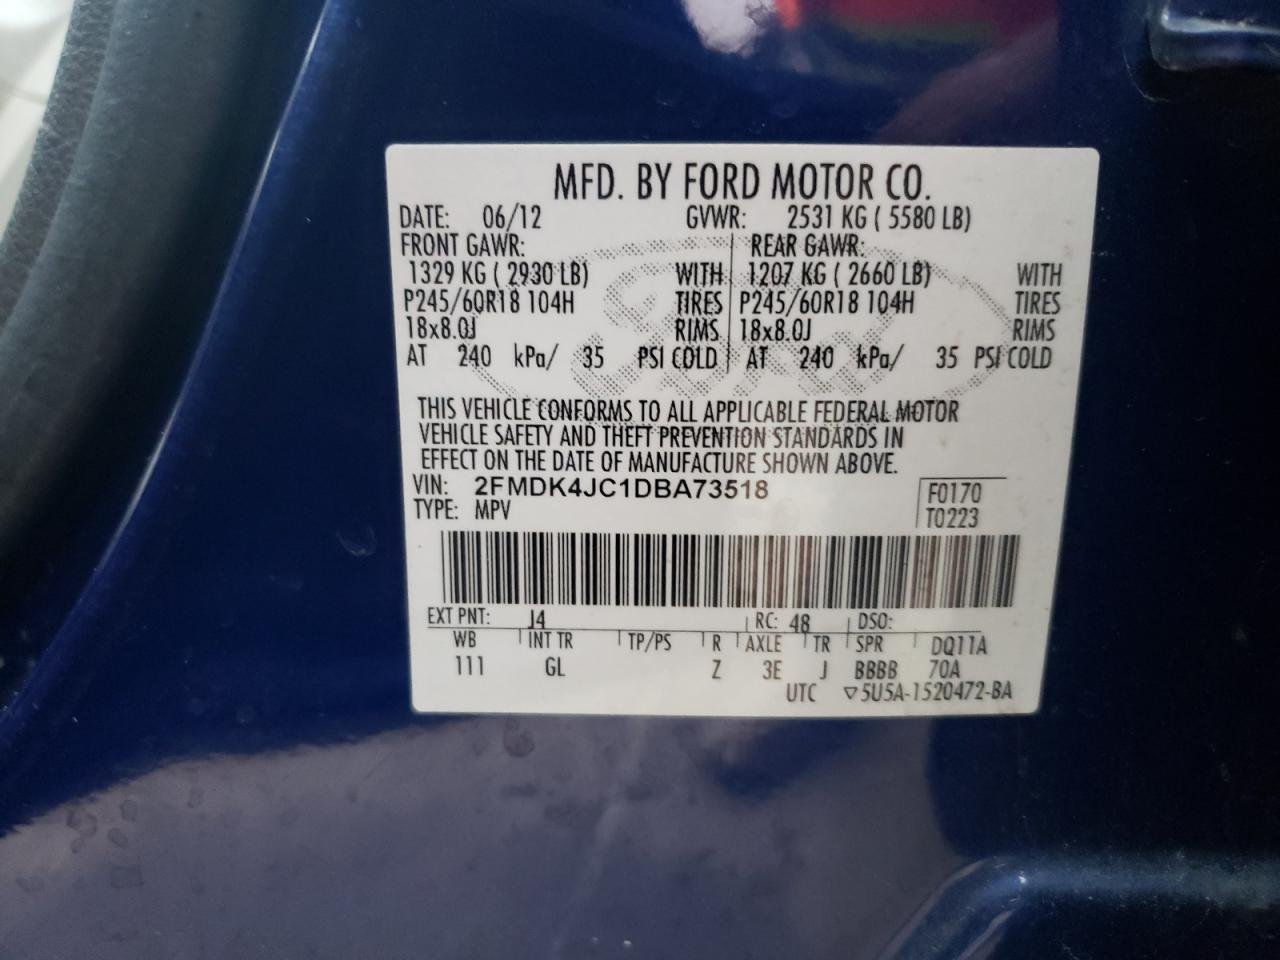 MFD. BY FORD MOTOR CO.
DATE: 06/12 GVWR: 2531 KG ( 5580 LB)
FRONT GAWR: REAR GAWR:
1329 KG ( 2930 LB) WITH 1207 KG ( 2660 LB) WITH
P245/60R18 104H TIRES P245/60R18 104H TIRES
18x8.0J RIMS 18x8.0J RIMS
AT 240 kPa/ 35 PSI COLD AT 240 kPa/ 35 PSI COLD
Ford
THIS VEHICLE CONFORMS TO ALL APPLICABLE FEDERAL MOTOR
VEHICLE SAFETY AND THEFT PREVENTION STANDARDS IN
EFFECT ON THE DATE OF MANUFACTURE SHOWN ABOVE.
VIN: 2FMDK4JC1DBA73518 F0170
TYPE: MPV T0223
EXT PNT: J4 RC: 48 DSO:
WB INT TR TP/PS R AXLE TR SPR DQ11A
111 GL Z 3E J BBBB 70A
UTC ▽5U5A-1520472-BA